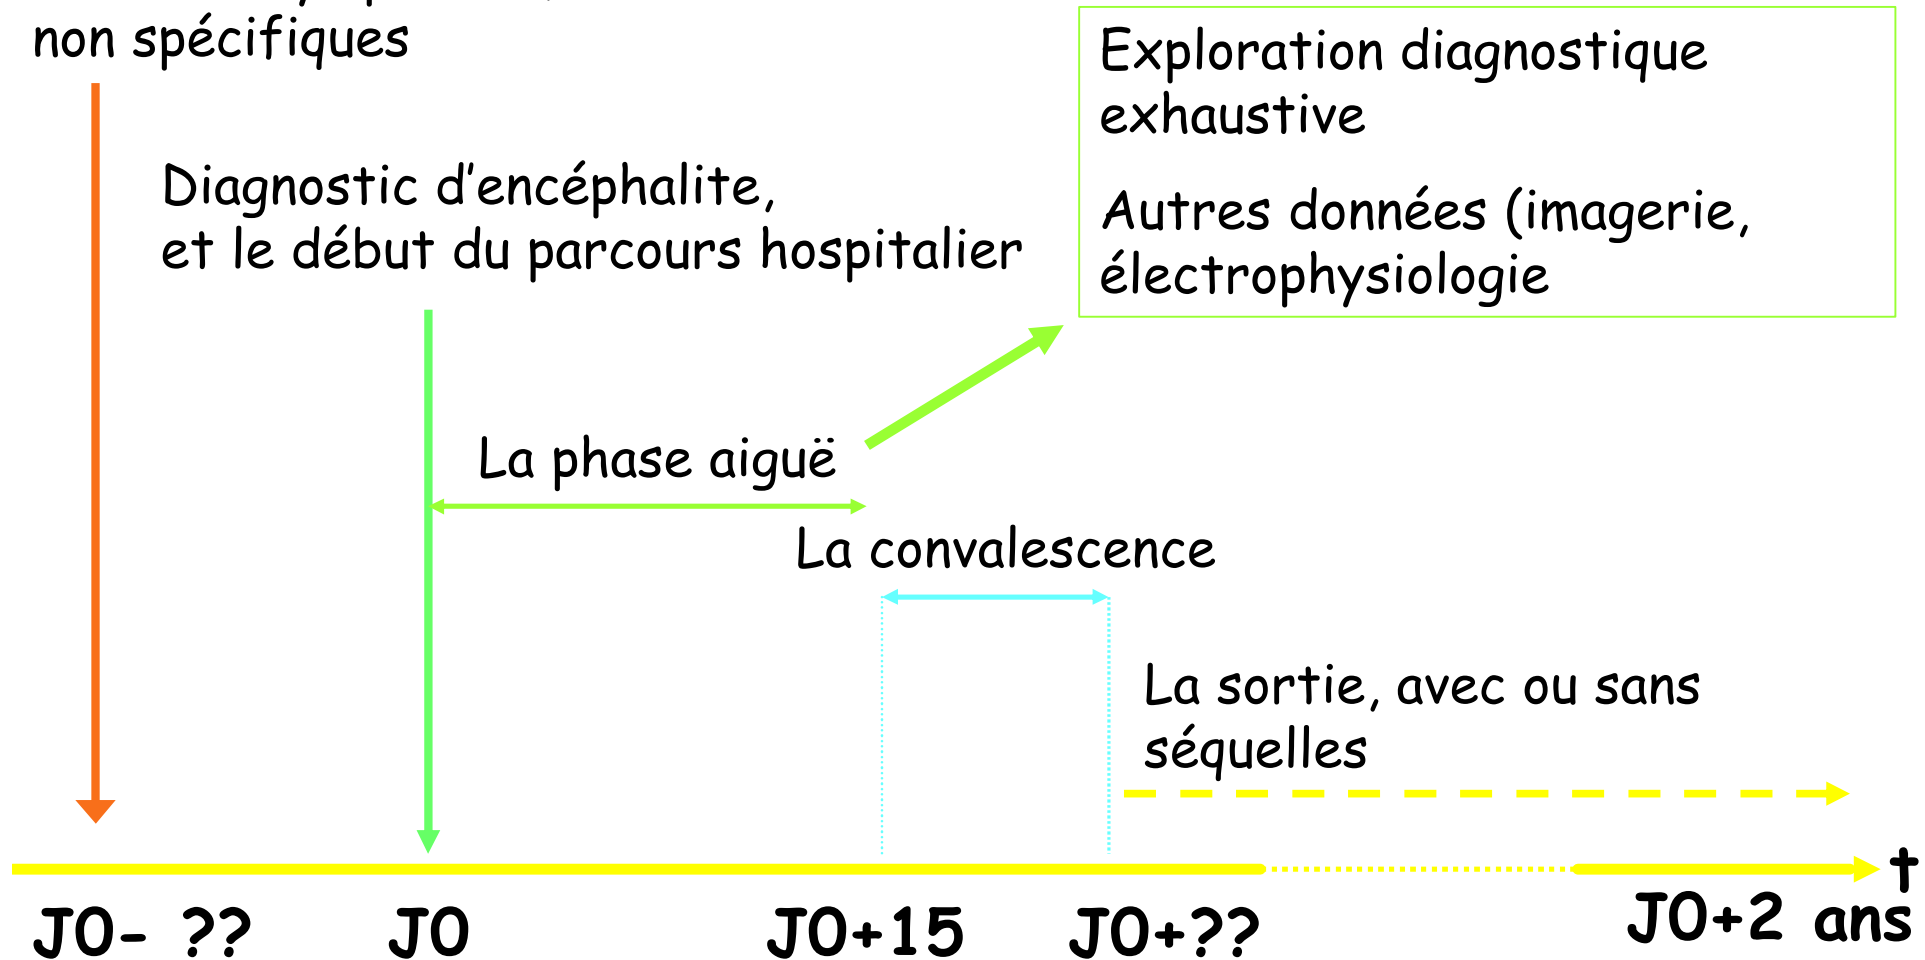 non spécifiques
Exploration diagnostique
exhaustive
Diagnostic d’encéphalite,
et le début du parcours hospitalier
Autres données (imagerie,
électrophysiologie
La phase aiguë
La convalescence
La sortie, avec ou sans
séquelles
t
J0- ??
J0
J0+15
J0+??
J0+2 ans